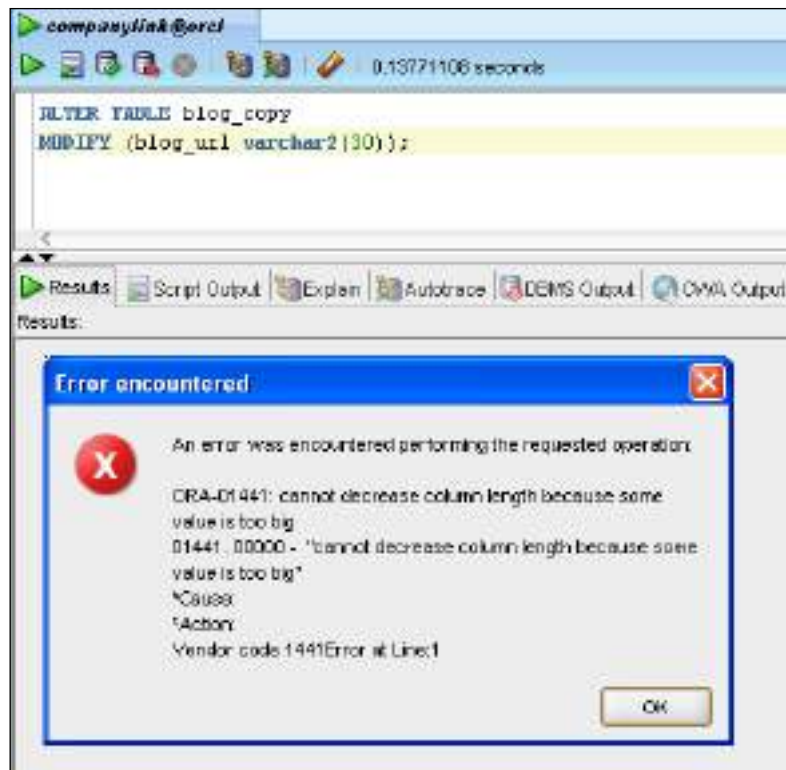 companylink@orcl
0.13771106 seconds
ALTER TABLE blog_copy
MODIFY (blog_url varchar2(30));
Results Script Output Explain Autotrace DBMS Output OWA Output
Results:
Error encountered
An error was encountered performing the requested operation:
ORA-01441: cannot decrease column length because some
value is too big
01441. 00000 - "cannot decrease column length because some
value is too big"
*Cause:
*Action:
Vendor code 1441Error at Line:1
OK